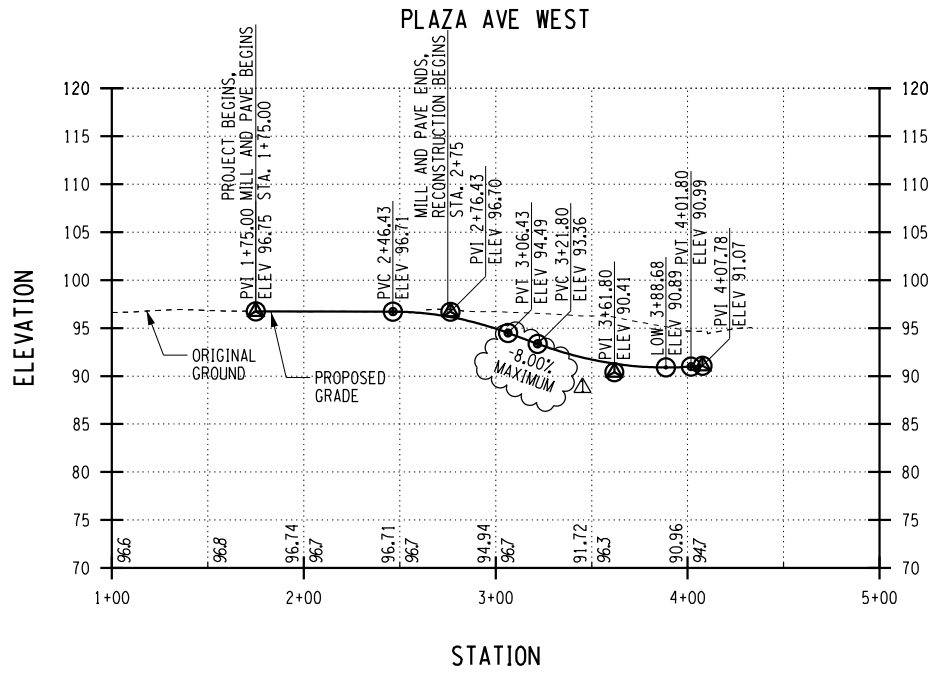 PLAZA AVE WEST
PROJECT BEGINS,
MILL AND PAVE BEGINS
STA. 1+75.00
PVI 1+75.00
ELEV 96.75
PVC 2+46.43
ELEV 96.71
MILL AND PAVE ENDS,
RECONSTRUCTION BEGINS
STA. 2+75
PVI 2+76.43
ELEV 96.70
PVT 3+06.43
ELEV 94.49
PVC 3+21.80
ELEV 93.36
PVI 3+61.80
ELEV 90.41
LOW 3+88.68
ELEV 90.89
PVT 4+01.80
ELEV 90.99
PVI 4+07.78
ELEV 91.07
120 120
115 115
110 110
105 105
100 100
95 95
90 90
85 85
80 80
75 75
70 70
ELEVATION
ORIGINAL
GROUND
PROPOSED
GRADE
-8.00%
MAXIMUM
1
96.6
96.8
96.74
96.7
96.71
96.7
94.94
96.7
91.72
96.3
90.96
94.7
1+00 2+00 3+00 4+00 5+00
STATION